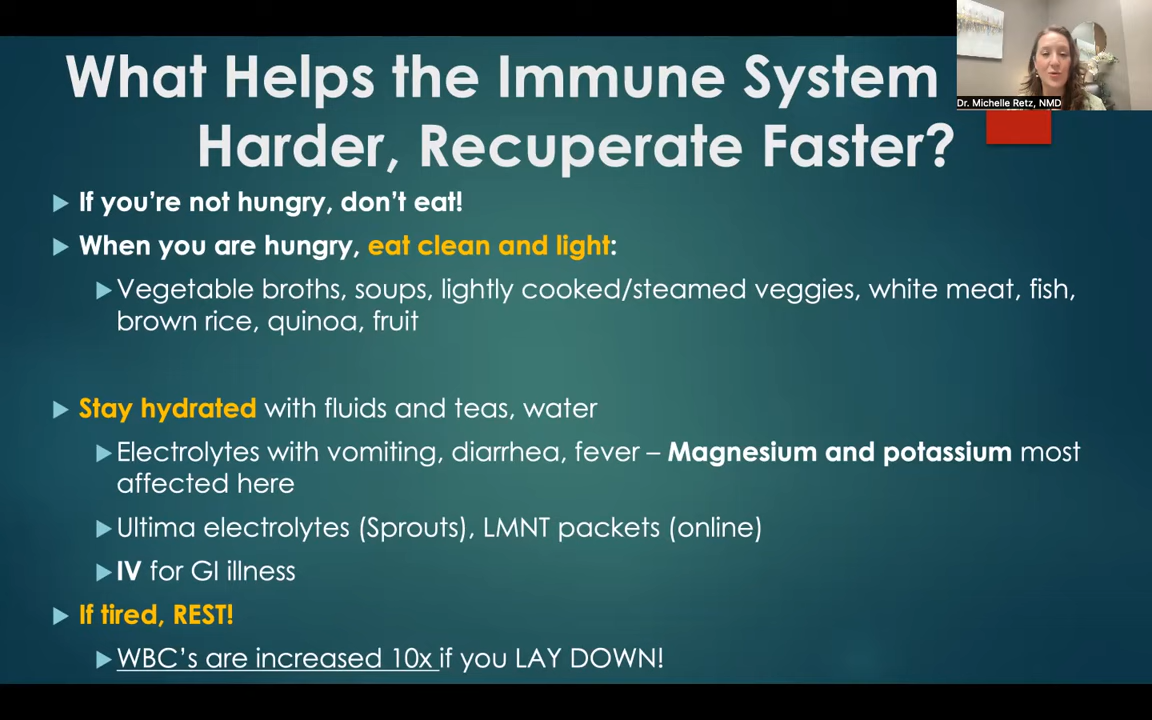 What Helps the Immune System
Harder, Recuperate Faster?
Dr. Michelle Retz, NMD
If you're not hungry, don't eat!
When you are hungry, eat clean and light:
Vegetable broths, soups, lightly cooked/steamed veggies, white meat, fish,
brown rice, quinoa, fruit
Stay hydrated with fluids and teas, water
Electrolytes with vomiting, diarrhea, fever – Magnesium and potassium most
affected here
Ultima electrolytes (Sprouts), LMNT packets (online)
IV for GI illness
If tired, REST!
WBC's are increased 10x if you LAY DOWN!